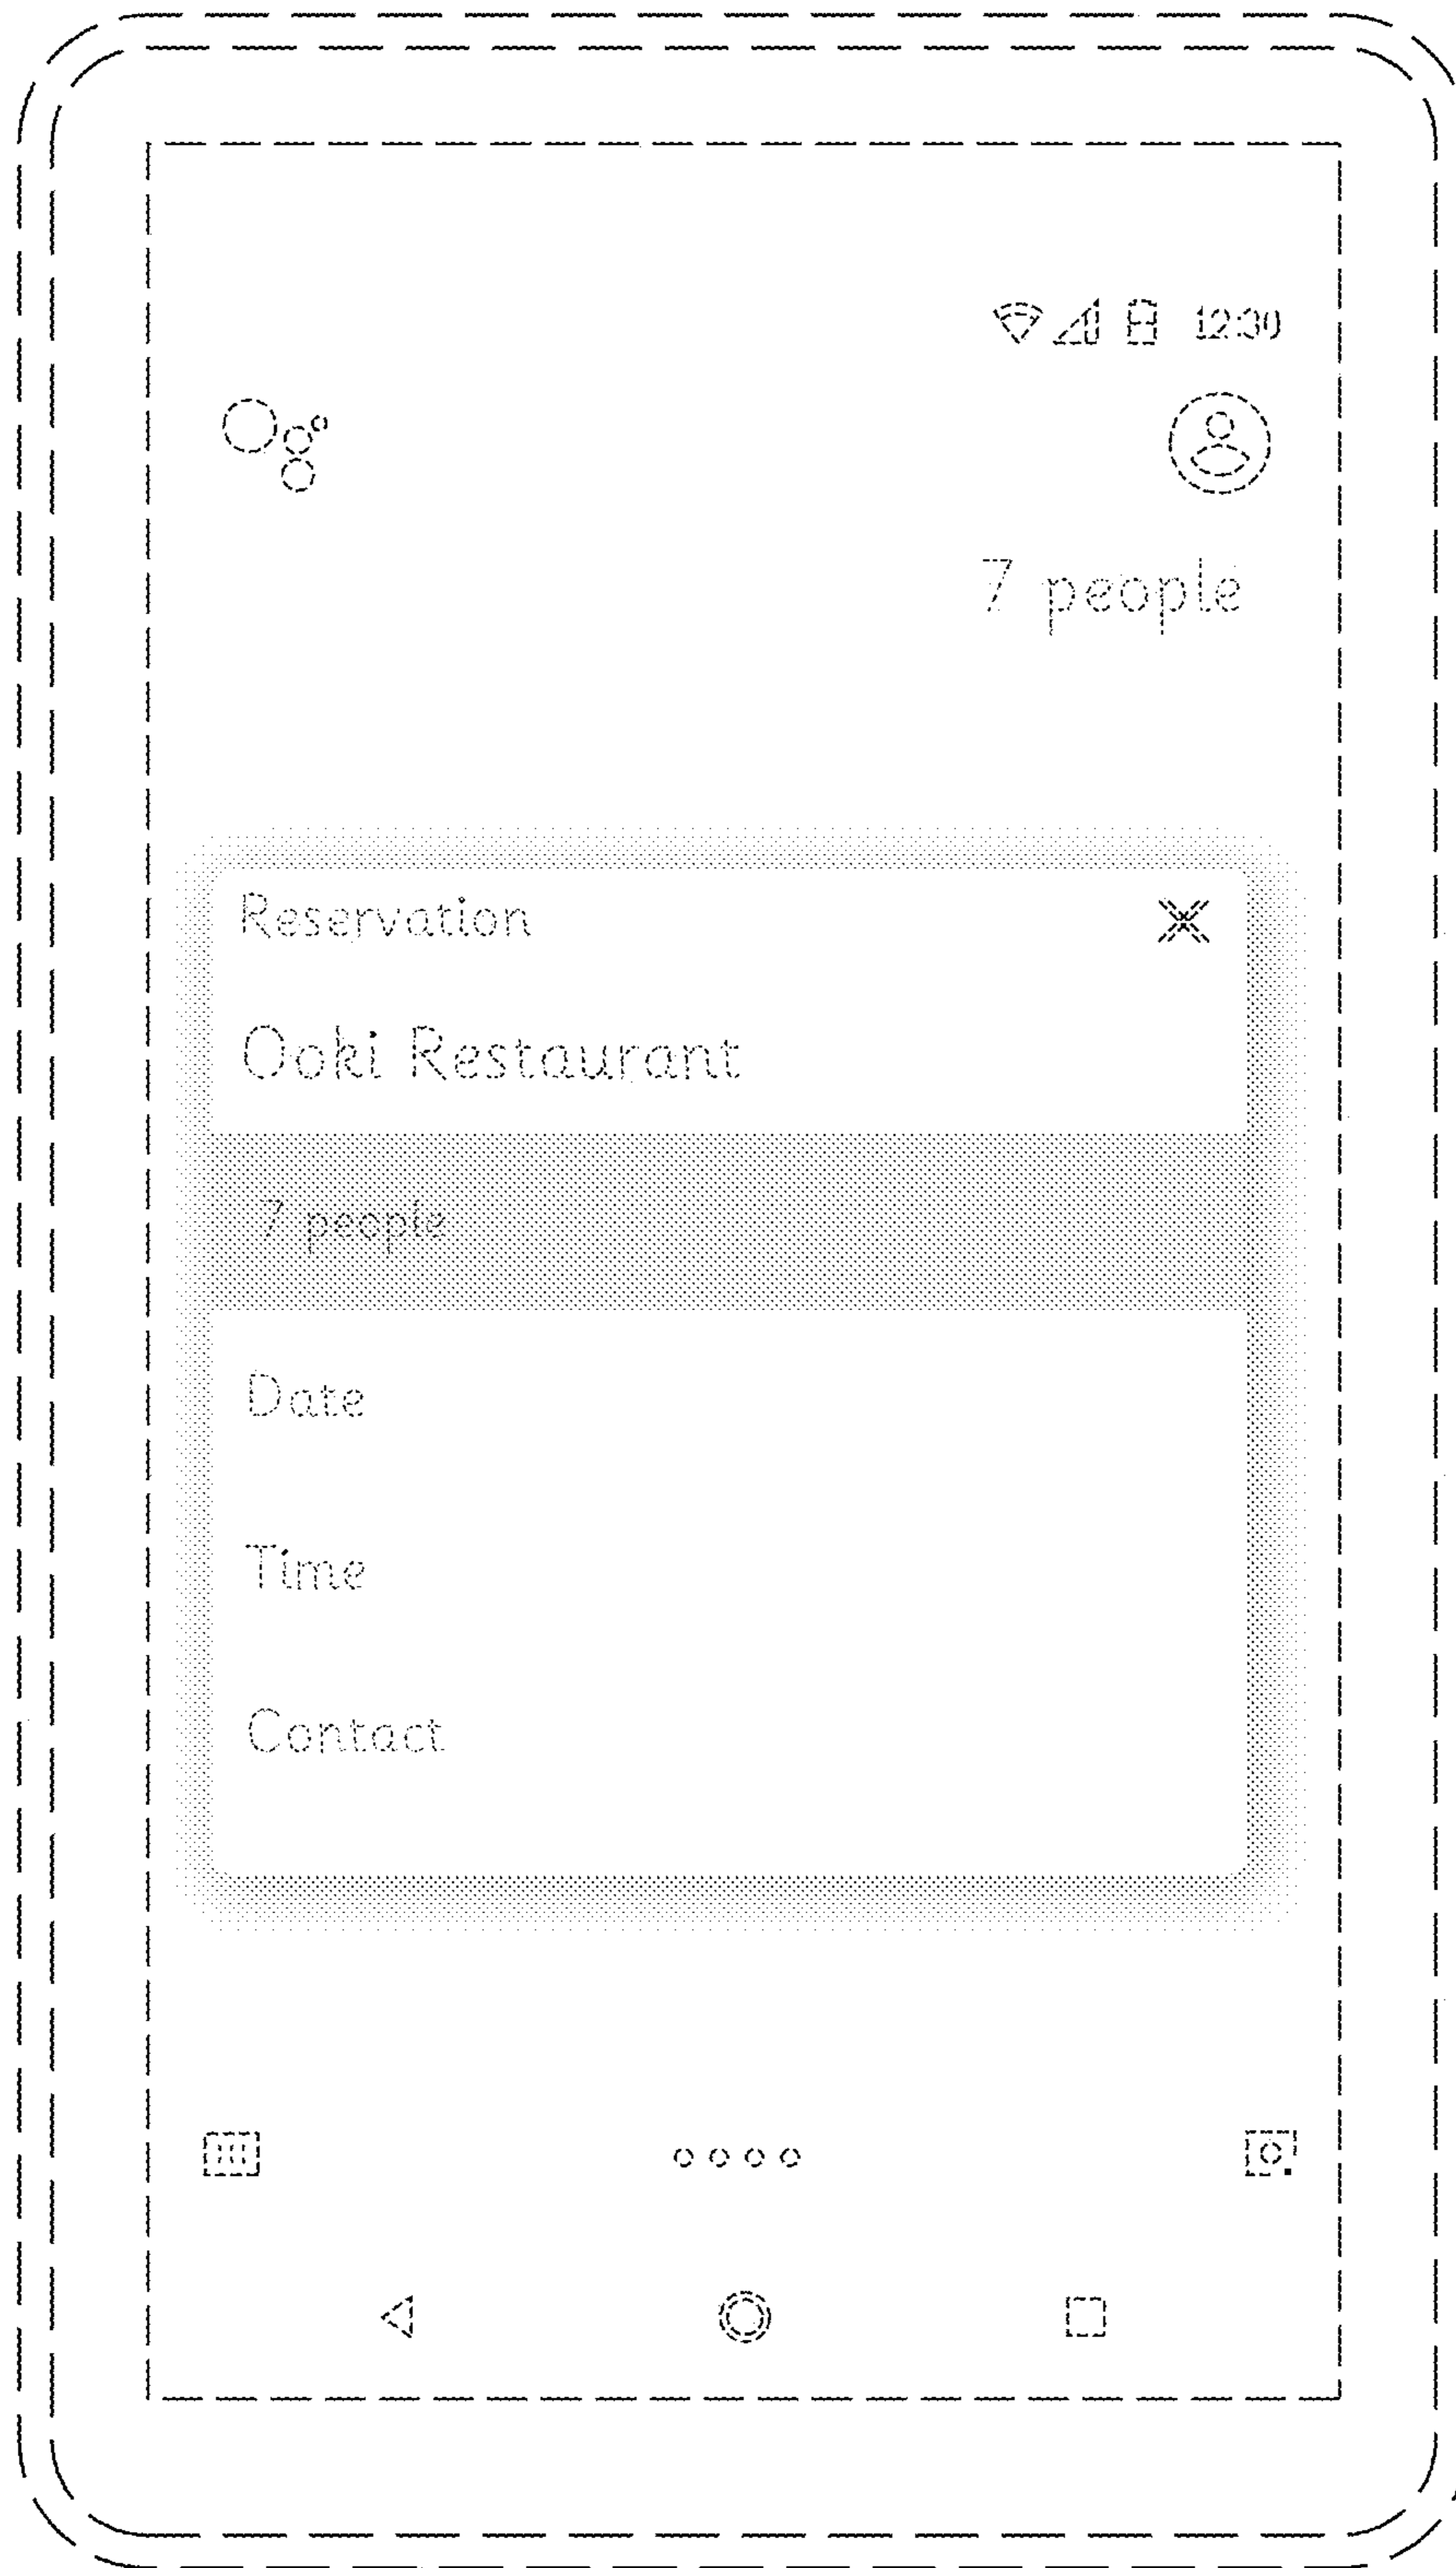 12:30
7 people
Reservation
Ooki Restaurant
7 people
Date
Time
Contact